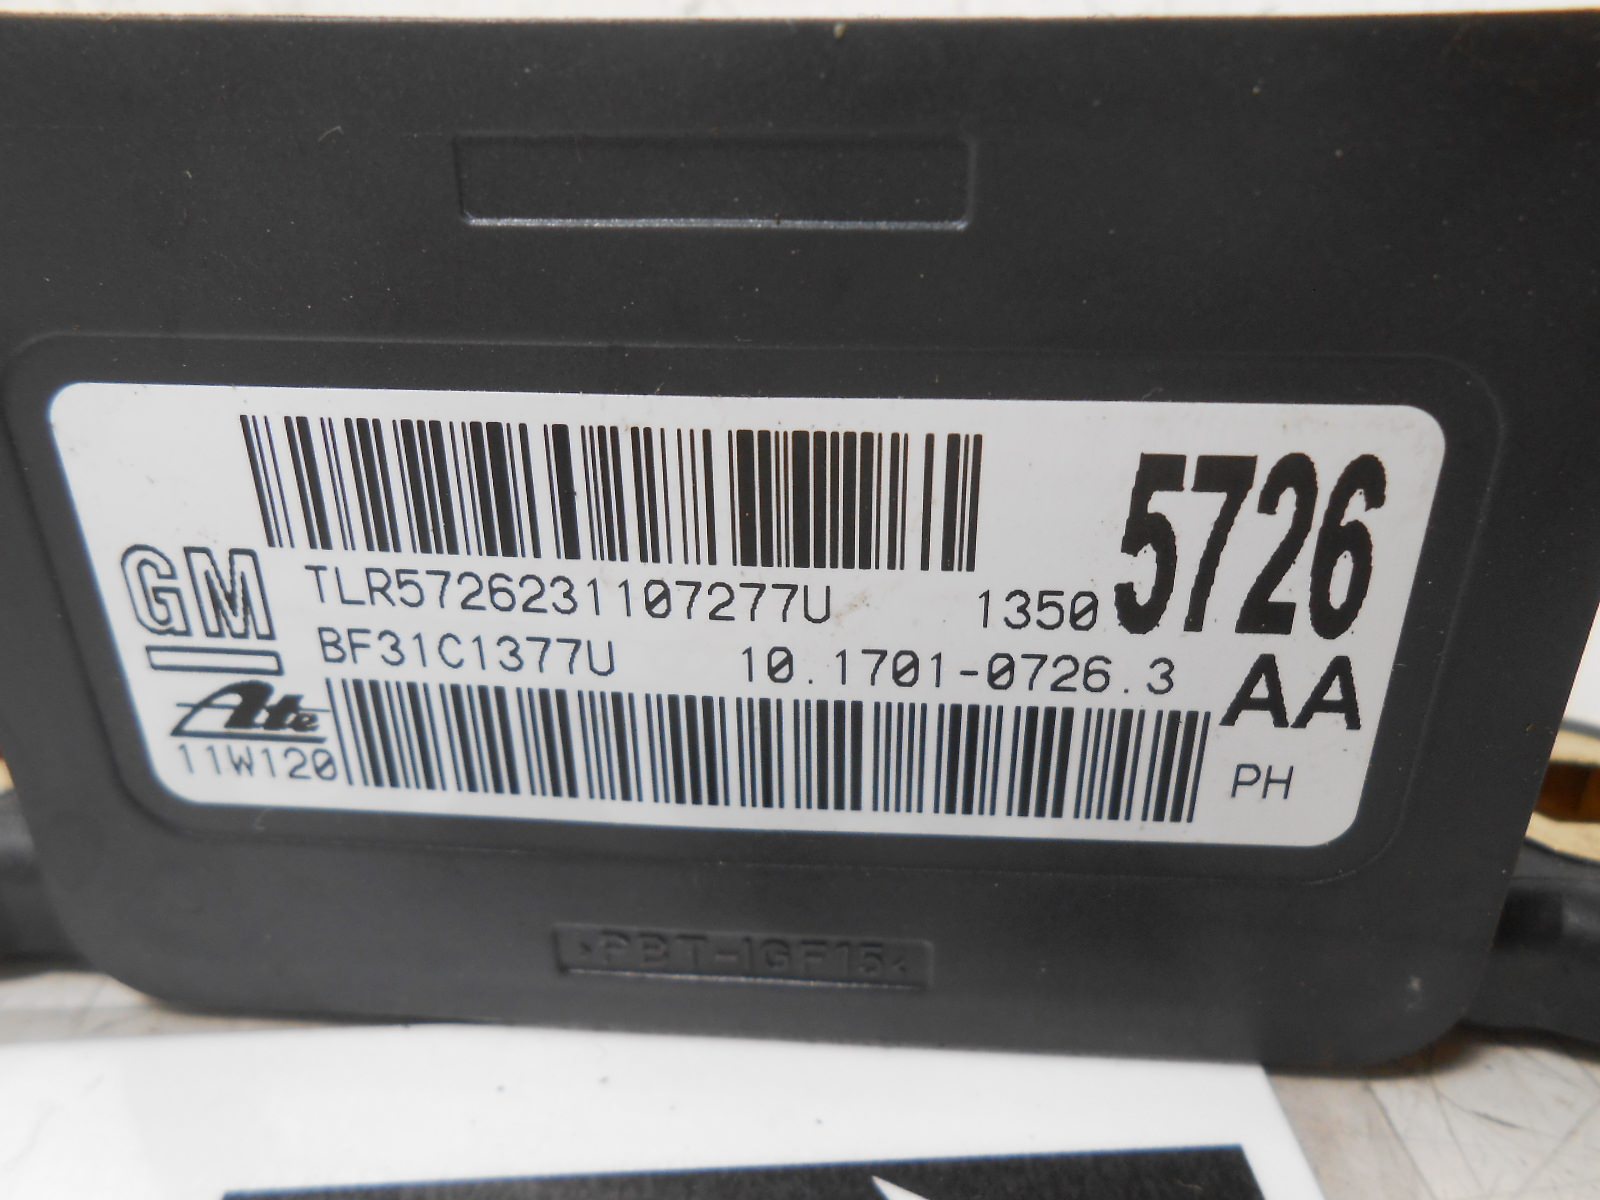 TLR5726231107277U 1350 5726
GM
BF31C1377U 10.1701-0726.3 AA
Ate
11W120 PH
>PBT-IGF15<